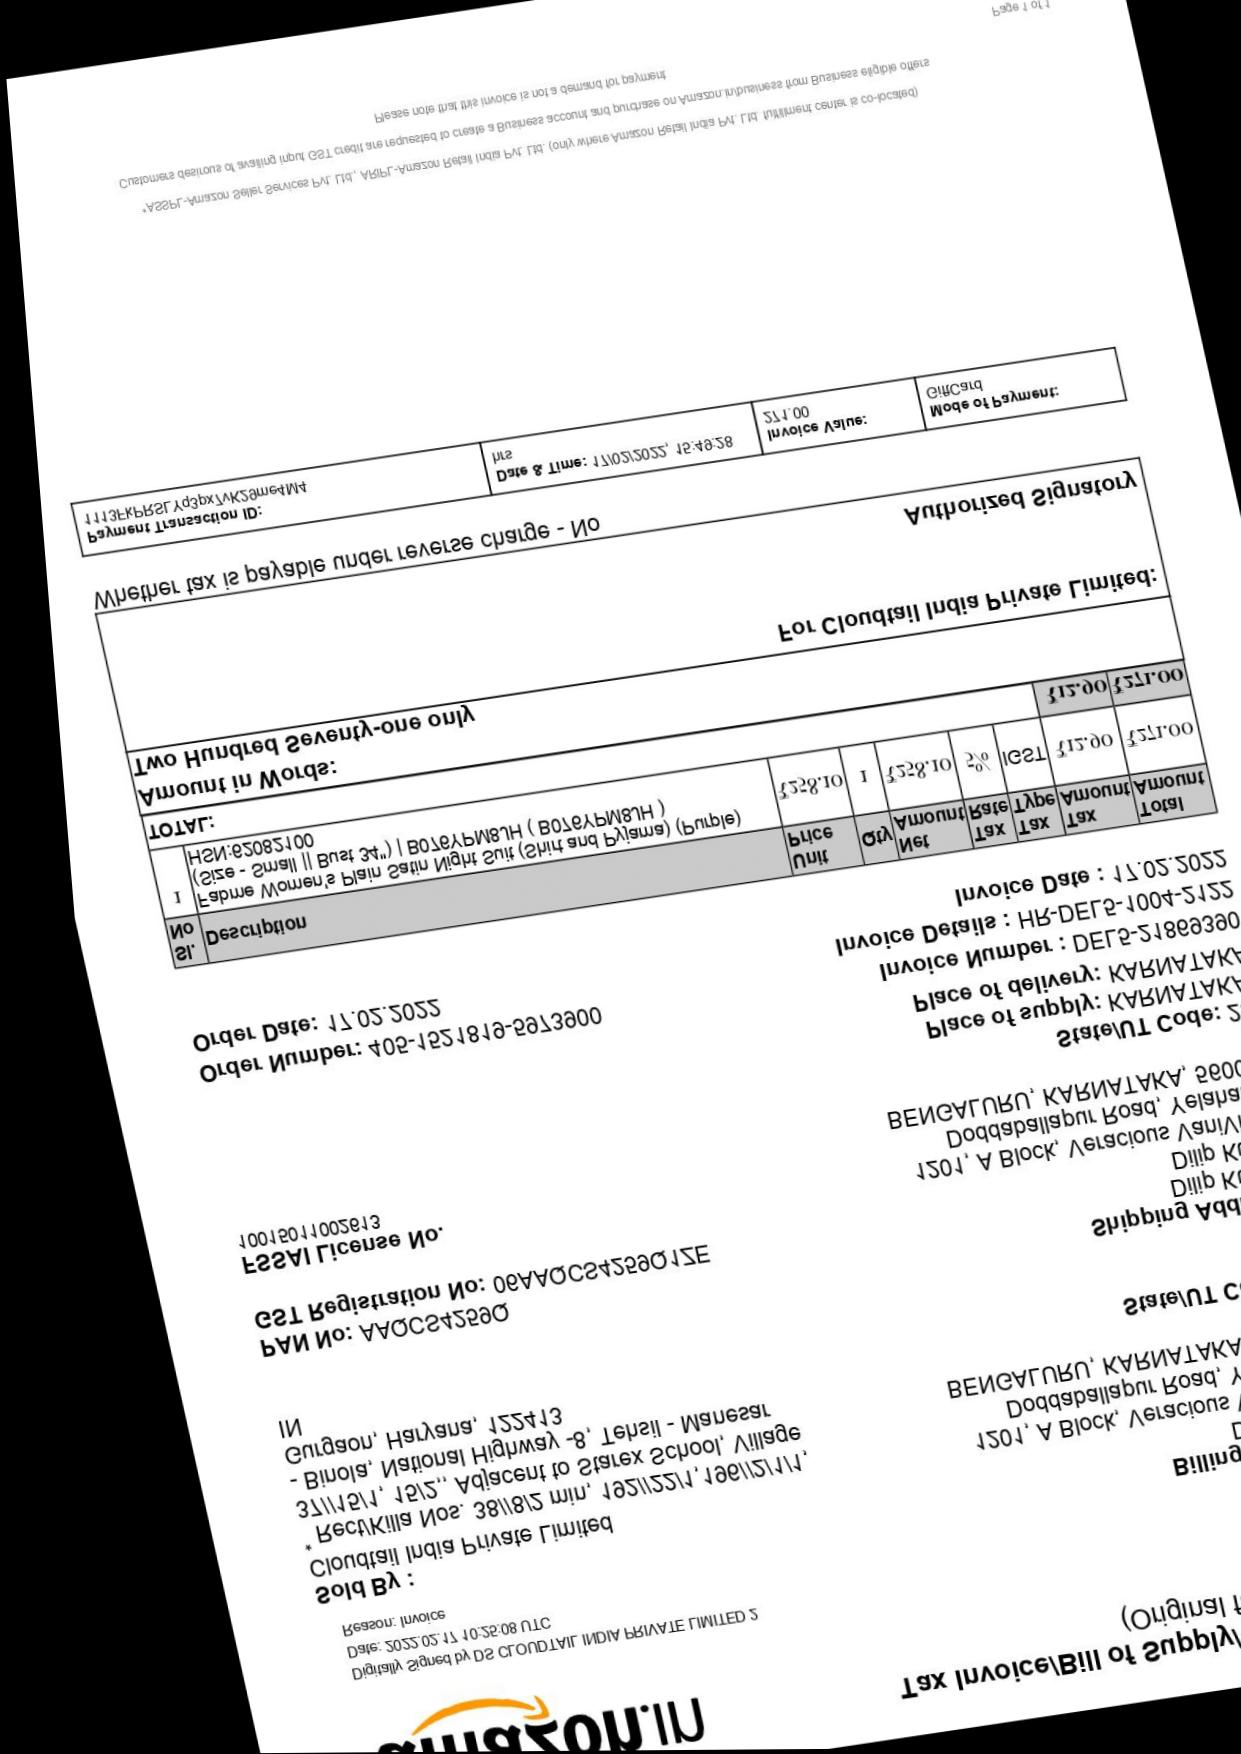 amazon.in
Tax Invoice/Bill of Supply/
(Original f
Digitally Signed by DS CLOUDTAIL INDIA PRIVATE LIMITED 2
Date: 2022.02.17 10:25:08 UTC
Reason: Invoice
Sold By :
Cloudtail India Private Limited
* Rect/Killa Nos. 38//8/2 min, 192//22/1,196//2/1/1,
37//15/1, 15/2,, Adjacent to Starex School, Village
- Binola, National Highway -8, Tehsil - Manesar
Gurgaon, Haryana, 122413
IN
Billing
D
1201, A Block, Veracious V
Doddaballapur Road, Y
BENGALURU, KARNATAKA
State/UT Co
PAN No: AAQCS4259Q
GST Registration No: 06AAQCS4259Q1ZE
FSSAI License No.
10015011002613
Shipping Add
Dilip Ku
Dilip Ku
1201, A Block, Veracious VaniVi
Doddaballapur Road, Yelaha
BENGALURU, KARNATAKA, 5600
State/UT Code: 2
Place of supply: KARNATAKA
Place of delivery: KARNATAKA
Order Number: 405-1521819-5973900
Order Date: 17.02.2022
Invoice Number : DEL5-21869390
Invoice Details : HR-DEL5-1004-2122
Invoice Date : 17.02.2022
Sl. No Description Unit Price Qty Net Amount Tax Rate Tax Type Tax Amount Total Amount
1 Fabme Women's Plain Satin Night Suit (Shirt and Pyjama) (Purple)
(Size - Small || Bust 34") | B076YPM8JH ( B076YPM8JH )
HSN:62082100
₹258.10 1 ₹258.10 5% IGST ₹12.90 ₹271.00
TOTAL: ₹12.90 ₹271.00
Amount in Words:
Two Hundred Seventy-one only
For Cloudtail India Private Limited:
Authorized Signatory
Whether tax is payable under reverse charge - No
Payment Transaction ID:
1113FkPRSLYq3px7vK29me4M4
Date & Time: 17/02/2022, 15:49:28
hrs
Invoice Value:
271.00
Mode of Payment:
GiftCard
*ASSPL-Amazon Seller Services Pvt. Ltd., ARIPL-Amazon Retail India Pvt. Ltd. (only where Amazon Retail India Pvt. Ltd. fulfillment center is co-located)
Customers desirous of availing input GST credit are requested to create a Business account and purchase on Amazon.in/business from Business eligible offers
Please note that this invoice is not a demand for payment
Page 1 of 1